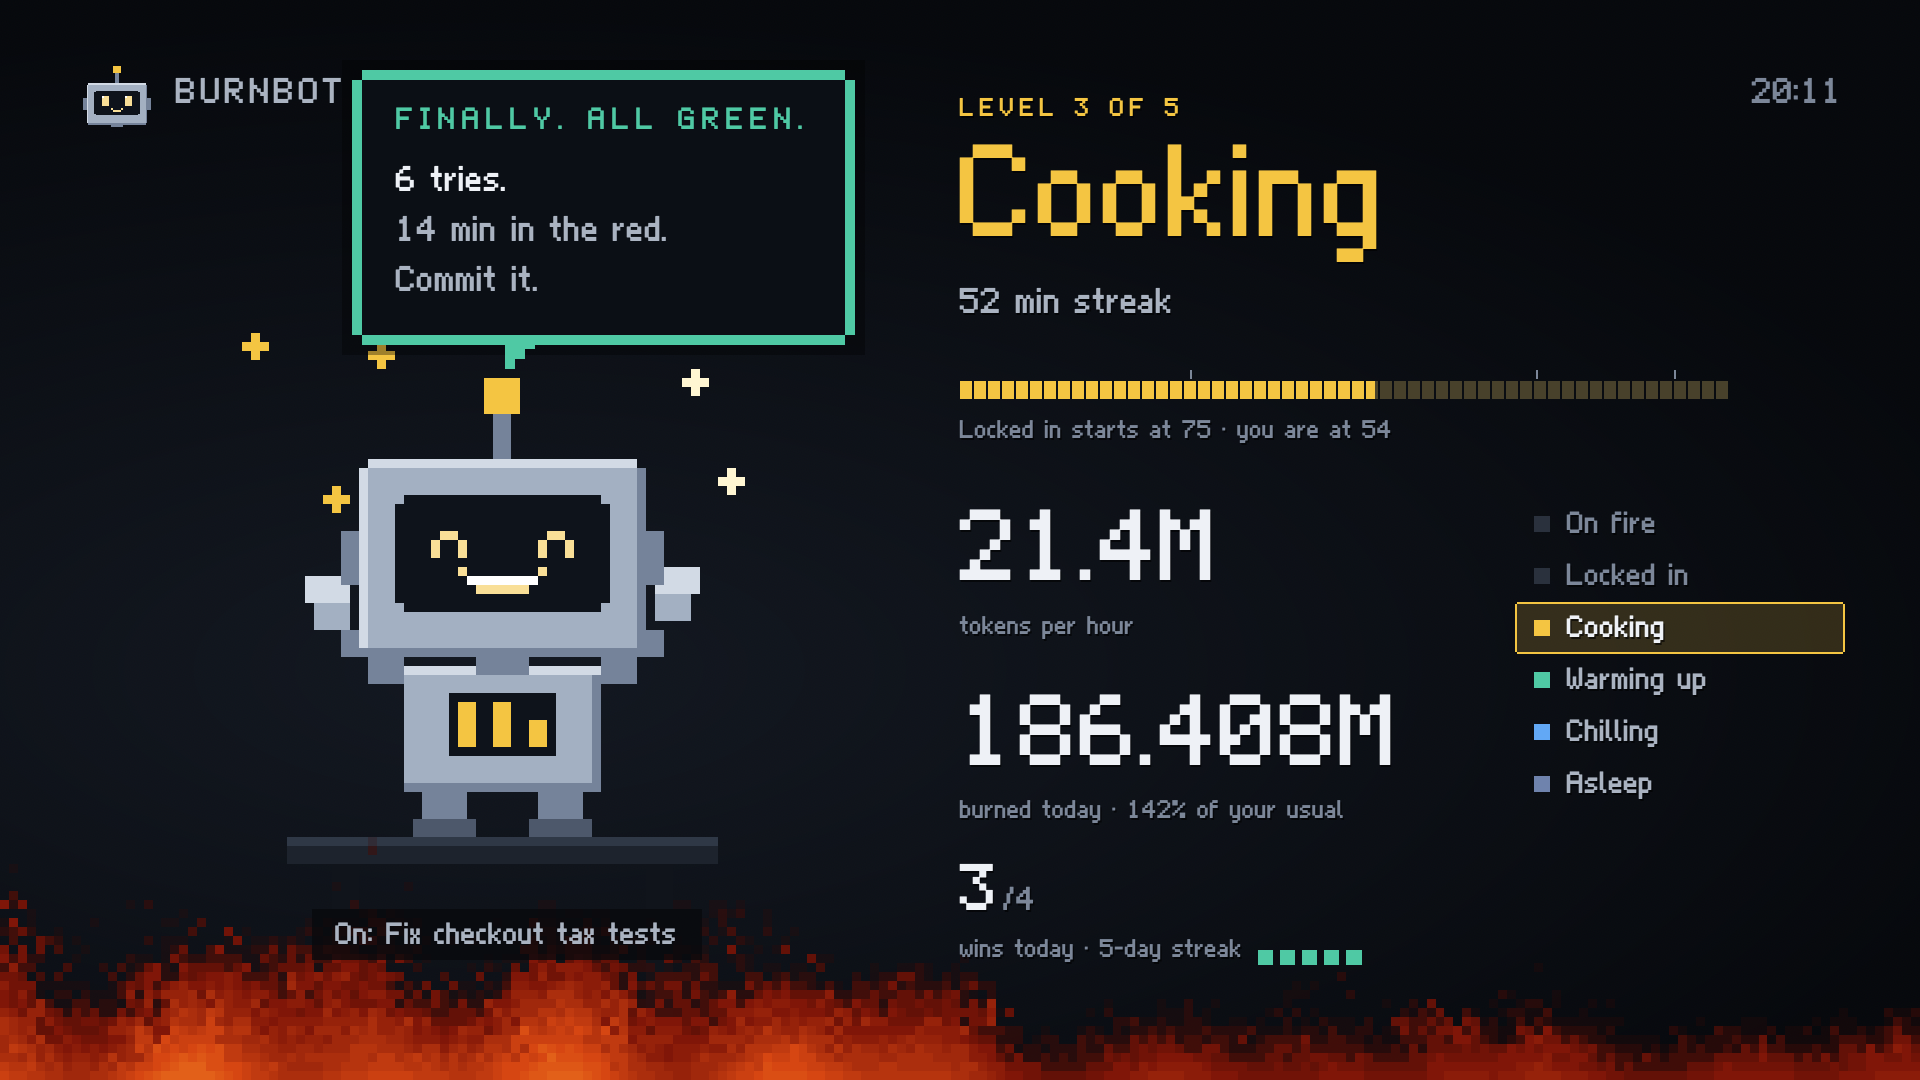 BURNBOT
FINALLY. ALL GREEN.
6 tries.
14 min in the red.
Commit it.
On: Fix checkout tax tests
20:11
LEVEL 3 OF 5
Cooking
52 min streak
Locked in starts at 75 · you are at 54
21.4M
tokens per hour
186.408M
burned today · 142% of your usual
3/4
wins today · 5-day streak
On fire
Locked in
Cooking
Warming up
Chilling
Asleep